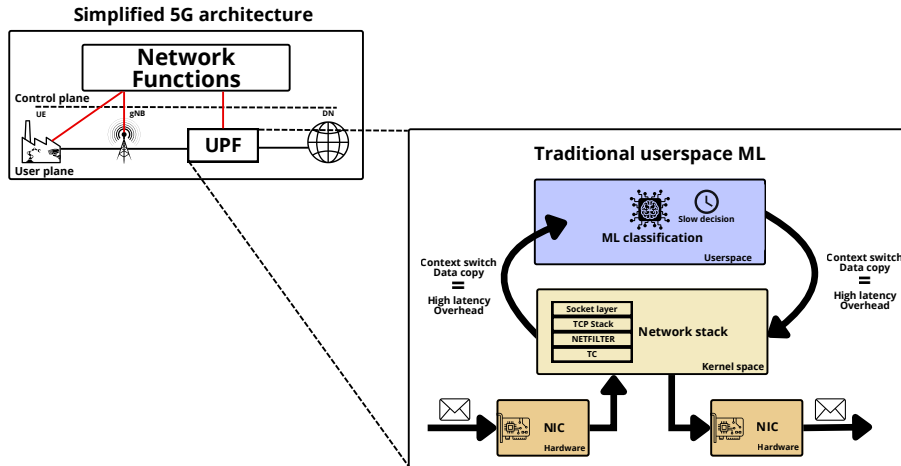 Simplified 5G architecture
Network
Functions
Control plane
UE
gNB
DN
UPF
User plane
Traditional userspace ML
Slow decision
ML classification
Userspace
Context switch
Data copy
=
High latency
Overhead
Context switch
Data copy
=
High latency
Overhead
Socket layer
TCP Stack
NETFILTER
TC
Network stack
Kernel space
NIC
Hardware
NIC
Hardware